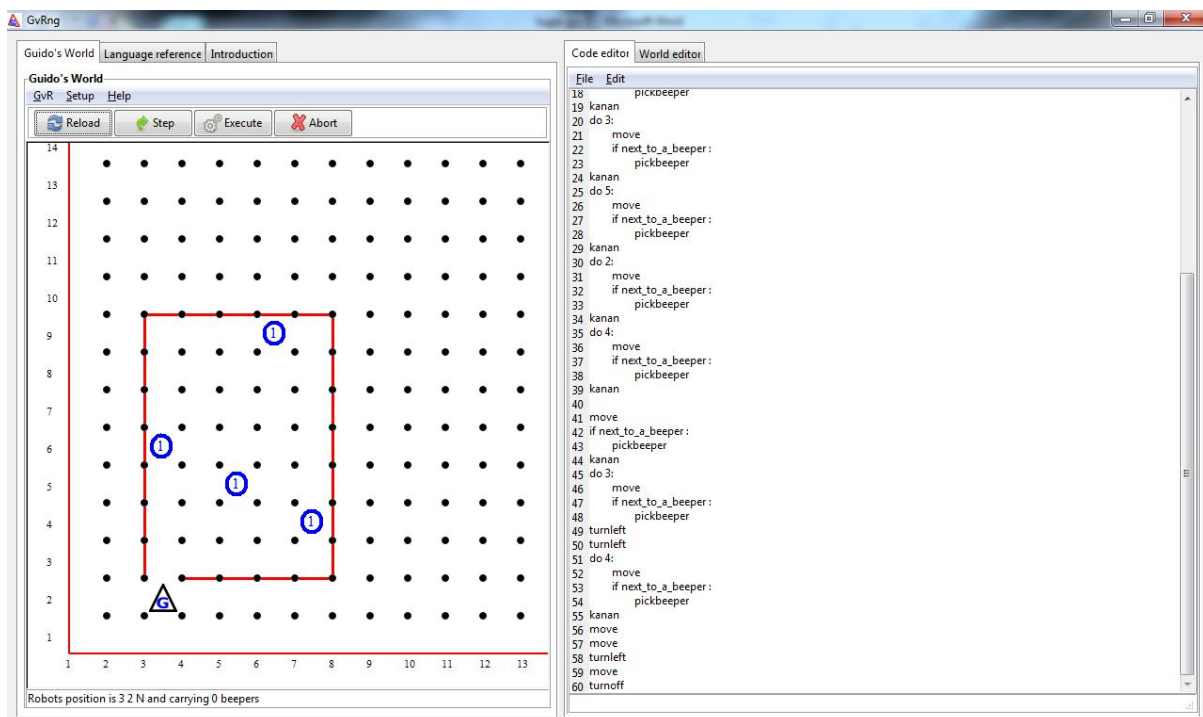 GvRng
Guido's World Language reference Introduction
Guido's World
GvR Setup Help
Reload Step Execute Abort
14
13
12
11
10
9
8
7
6
5
4
3
2
1
1 2 3 4 5 6 7 8 9 10 11 12 13
1
1
1
1
G
Robots position is 3 2 N and carrying 0 beepers
Code editor World editor
File Edit
18 pickbeeper
19 kanan
20 do 3:
21 move
22 if next_to_a_beeper :
23 pickbeeper
24 kanan
25 do 5:
26 move
27 if next_to_a_beeper :
28 pickbeeper
29 kanan
30 do 2:
31 move
32 if next_to_a_beeper :
33 pickbeeper
34 kanan
35 do 4:
36 move
37 if next_to_a_beeper :
38 pickbeeper
39 kanan
40
41 move
42 if next_to_a_beeper :
43 pickbeeper
44 kanan
45 do 3:
46 move
47 if next_to_a_beeper :
48 pickbeeper
49 turnleft
50 turnleft
51 do 4:
52 move
53 if next_to_a_beeper :
54 pickbeeper
55 kanan
56 move
57 move
58 turnleft
59 move
60 turnoff